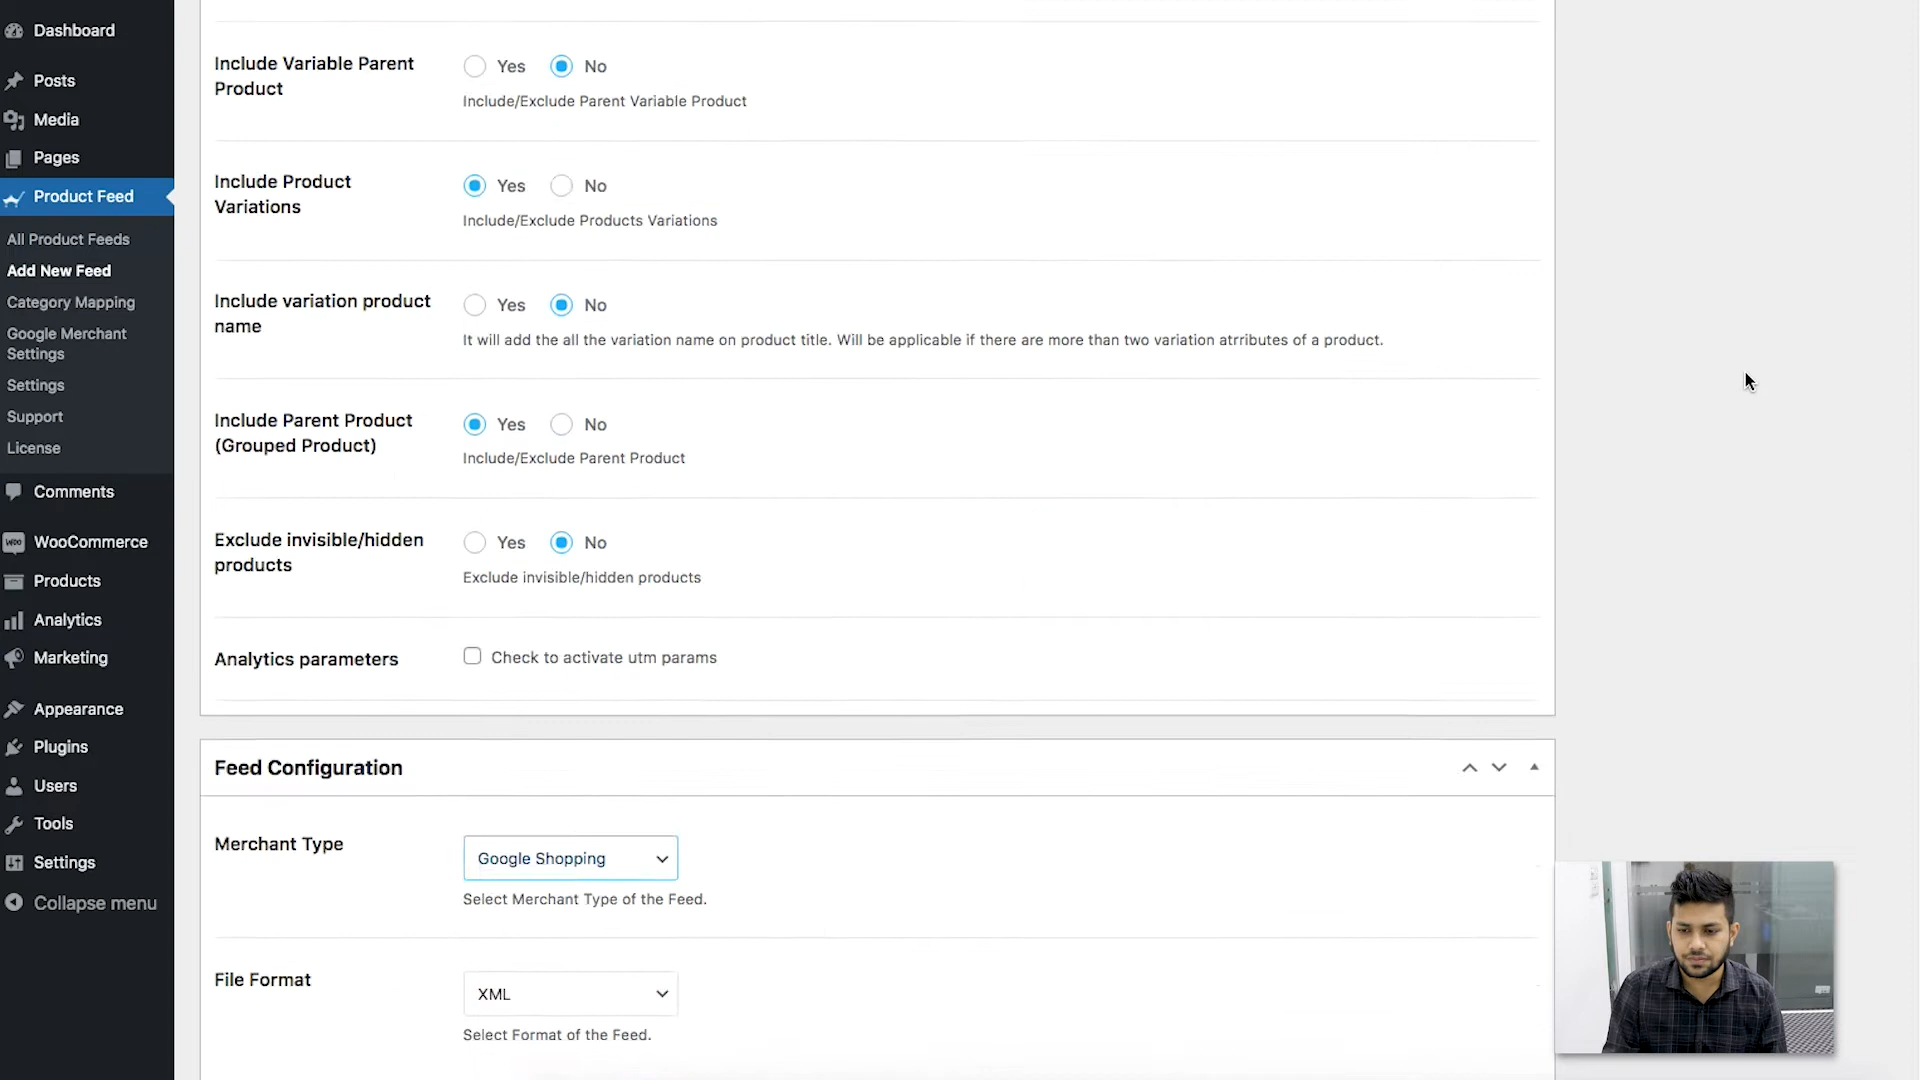 Dashboard
Posts
Media
Pages
Product Feed
All Product Feeds
Add New Feed
Category Mapping
Google Merchant
Settings
Settings
Support
License
Comments
WooCommerce
Products
Analytics
Marketing
Appearance
Plugins
Users
Tools
Settings
Collapse menu
Include Variable Parent
Product
Yes No
Include/Exclude Parent Variable Product
Include Product
Variations
Yes No
Include/Exclude Products Variations
Include variation product
name
Yes No
It will add the all the variation name on product title. Will be applicable if there are more than two variation atrributes of a product.
Include Parent Product
(Grouped Product)
Yes No
Include/Exclude Parent Product
Exclude invisible/hidden
products
Yes No
Exclude invisible/hidden products
Analytics parameters
Check to activate utm params
Feed Configuration
Merchant Type
Google Shopping
Select Merchant Type of the Feed.
File Format
XML
Select Format of the Feed.